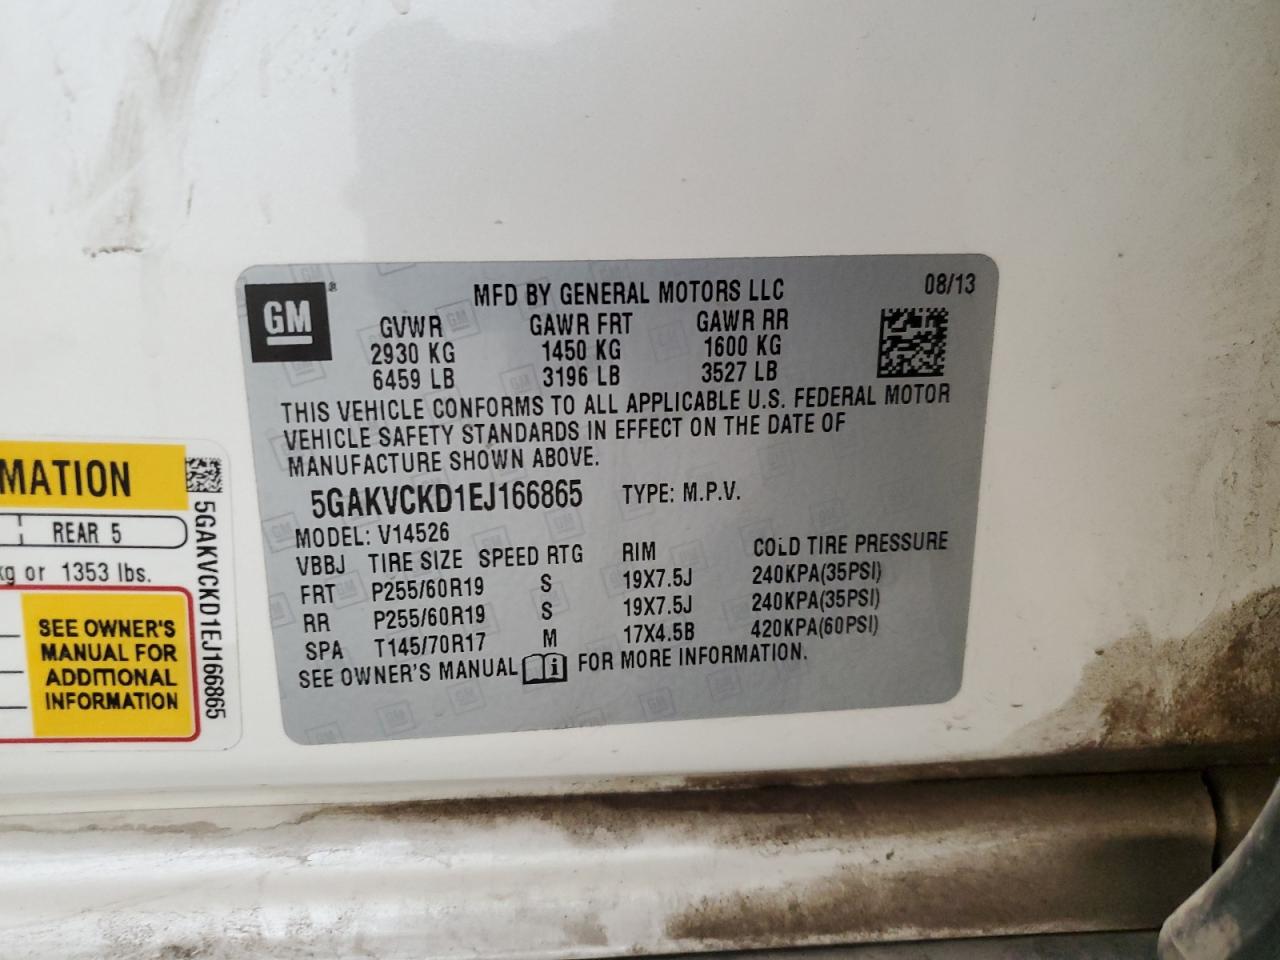 GM ®
MFD BY GENERAL MOTORS LLC
08/13
GVWR GAWR FRT GAWR RR
2930 KG 1450 KG 1600 KG
6459 LB 3196 LB 3527 LB
THIS VEHICLE CONFORMS TO ALL APPLICABLE U.S. FEDERAL MOTOR
VEHICLE SAFETY STANDARDS IN EFFECT ON THE DATE OF
MANUFACTURE SHOWN ABOVE.
5GAKVCKD1EJ166865 TYPE: M.P.V.
MODEL: V14526
VBBJ TIRE SIZE SPEED RTG RIM COLD TIRE PRESSURE
FRT P255/60R19 S 19X7.5J 240KPA(35PSI)
RR P255/60R19 S 19X7.5J 240KPA(35PSI)
SPA T145/70R17 M 17X4.5B 420KPA(60PSI)
SEE OWNER'S MANUAL FOR MORE INFORMATION.
MATION
REAR 5
kg or 1353 lbs.
SEE OWNER'S
MANUAL FOR
ADDITIONAL
INFORMATION
5GAKVCKD1EJ166865